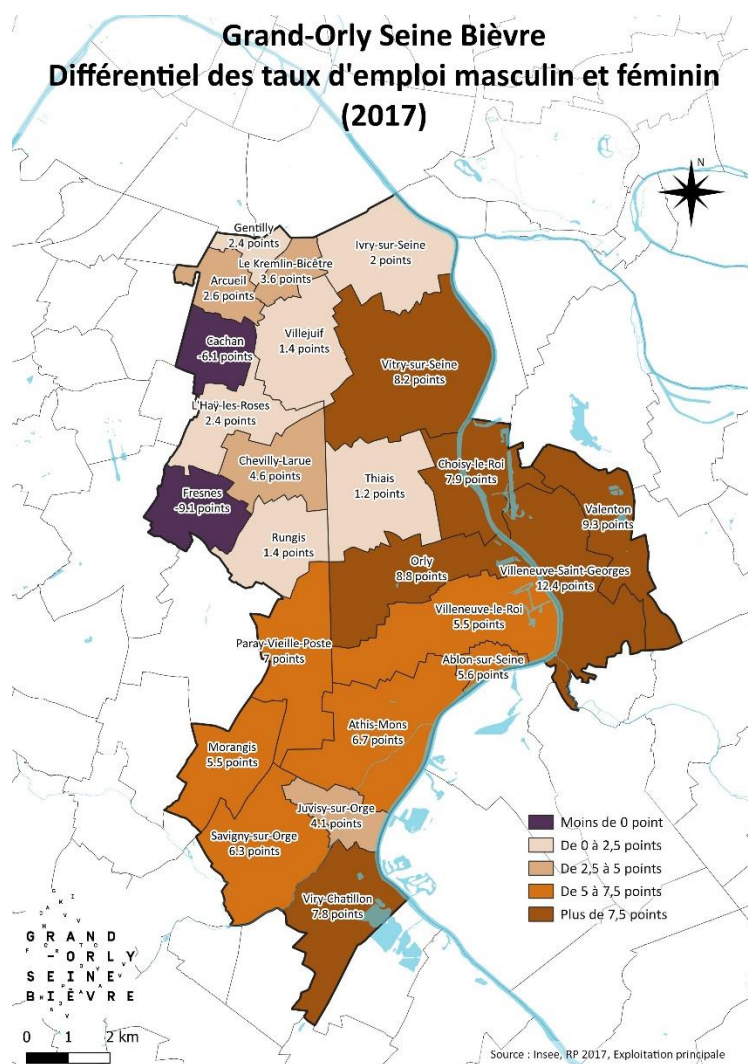 Grand-Orly Seine Bièvre
Différentiel des taux d'emploi masculin et féminin
(2017)
N
Gentilly
2.4 points
Ivry-sur-Seine
2 points
Le Kremlin-Bicêtre
3.6 points
Arcueil
2.6 points
Cachan
-6.1 points
Villejuif
1.4 points
Vitry-sur-Seine
8.2 points
L'Haÿ-les-Roses
2.4 points
Chevilly-Larue
4.6 points
Choisy-le-Roi
7.9 points
Thiais
1.2 points
Fresnes
-9.1 points
Valenton
9.3 points
Rungis
1.4 points
Orly
8.8 points
Villeneuve-Saint-Georges
12.4 points
Villeneuve-le-Roi
5.5 points
Paray-Vieille-Poste
7 points
Ablon-sur-Seine
5.6 points
Athis-Mons
6.7 points
Morangis
5.5 points
Juvisy-sur-Orge
4.1 points
Savigny-sur-Orge
6.3 points
Viry-Chatillon
7.8 points
Moins de 0 point
De 0 à 2,5 points
De 2,5 à 5 points
De 5 à 7,5 points
Plus de 7,5 points
GRAND
-ORLY
SEINE
BIÈVRE
0 1 2 km
Source : Insee, RP 2017, Exploitation principale